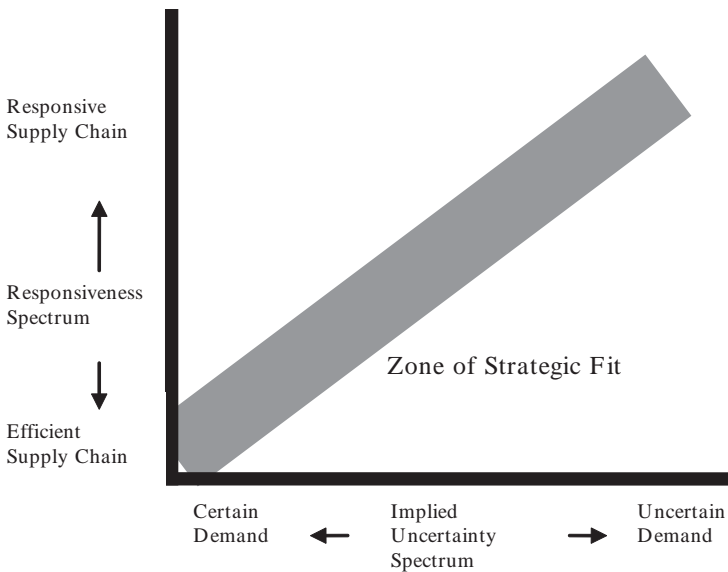 Responsive
Supply Chain
Responsiveness
Spectrum
Efficient
Supply Chain
Zone of Strategic Fit
Certain
Demand
Implied
Uncertainty
Spectrum
Uncertain
Demand